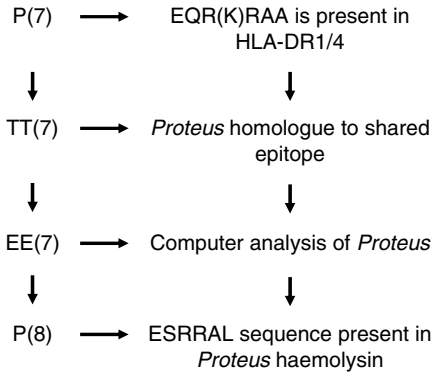 P(7) EQR(K)RAA is present in
HLA-DR1/4
TT(7) Proteus homologue to shared
epitope
EE(7) Computer analysis of Proteus
P(8) ESRRAL sequence present in
Proteus haemolysin